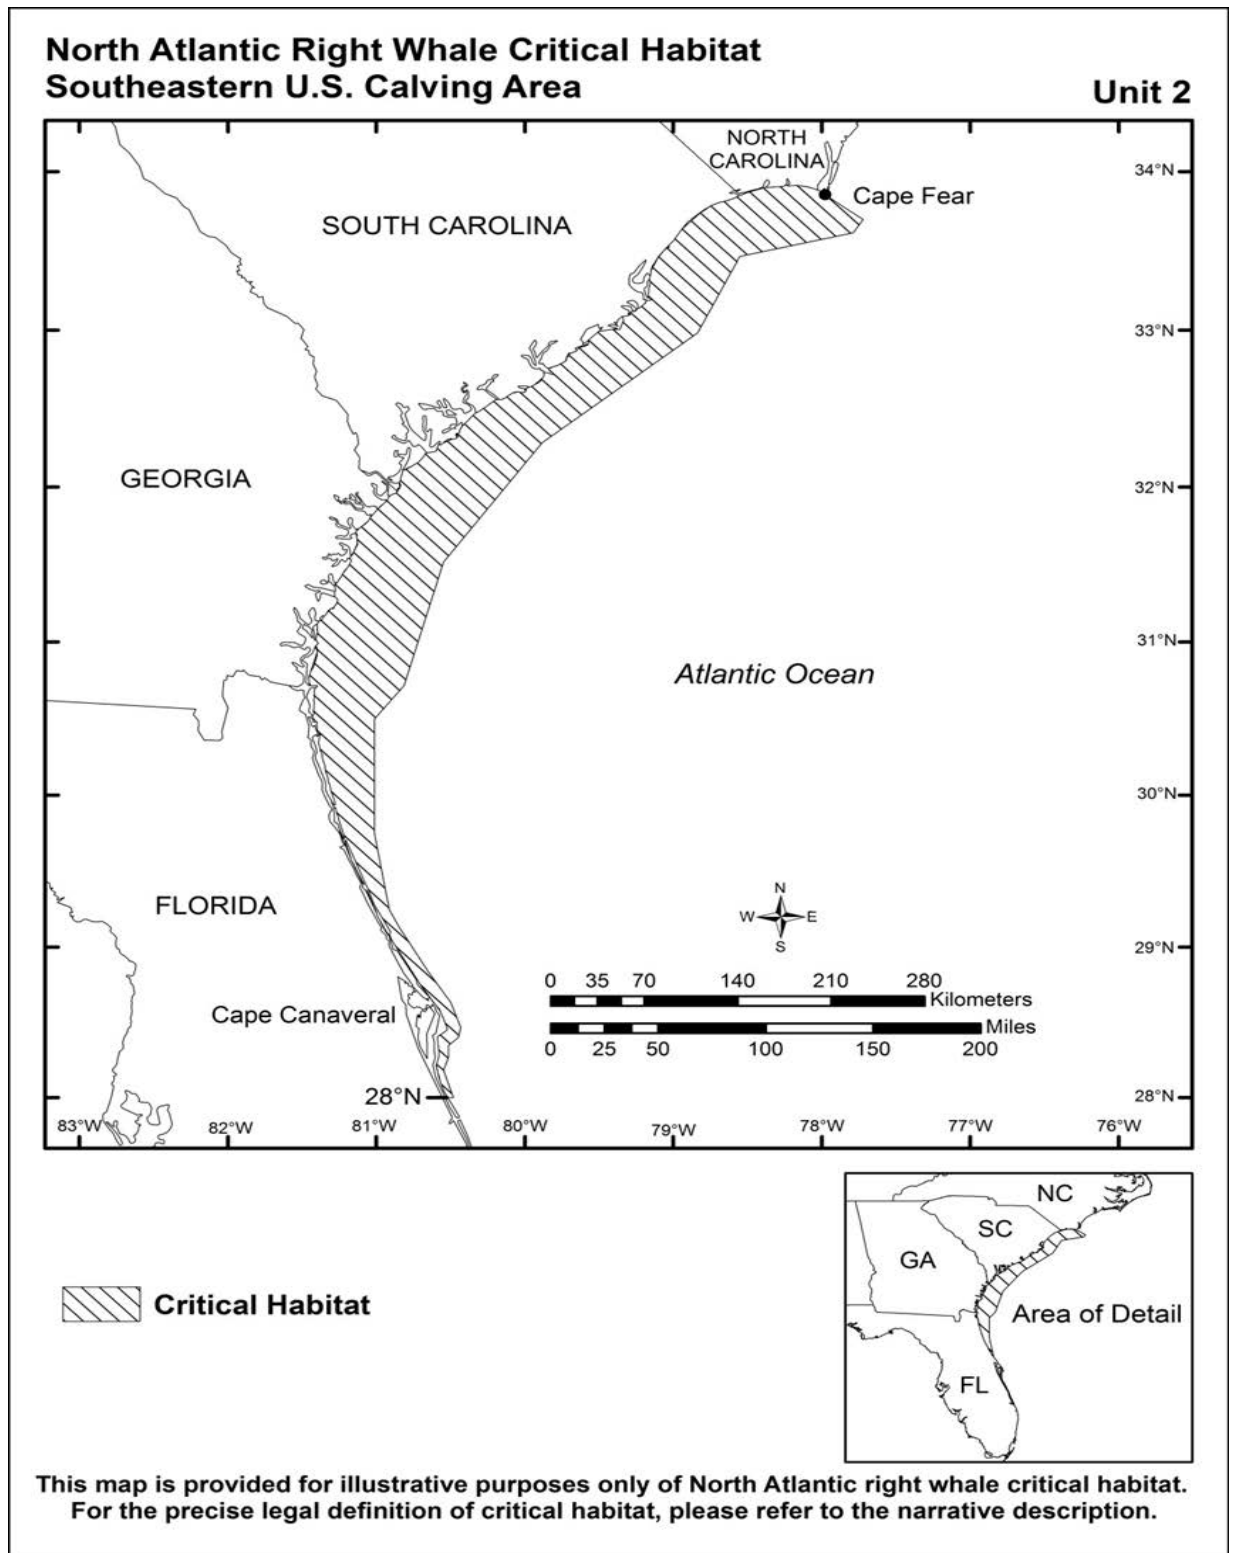 North Atlantic Right Whale Critical Habitat
Southeastern U.S. Calving Area
Unit 2
NORTH
CAROLINA
34°N
Cape Fear
SOUTH CAROLINA
33°N
GEORGIA
32°N
31°N
Atlantic Ocean
30°N
FLORIDA
N
W
E
S
29°N
0 35 70 140 210 280
Kilometers
Cape Canaveral
Miles
0 25 50 100 150 200
28°N
28°N
83°W 82°W 81°W 80°W 79°W 78°W 77°W 76°W
NC
SC
GA
Area of Detail
FL
Critical Habitat
This map is provided for illustrative purposes only of North Atlantic right whale critical habitat.
For the precise legal definition of critical habitat, please refer to the narrative description.